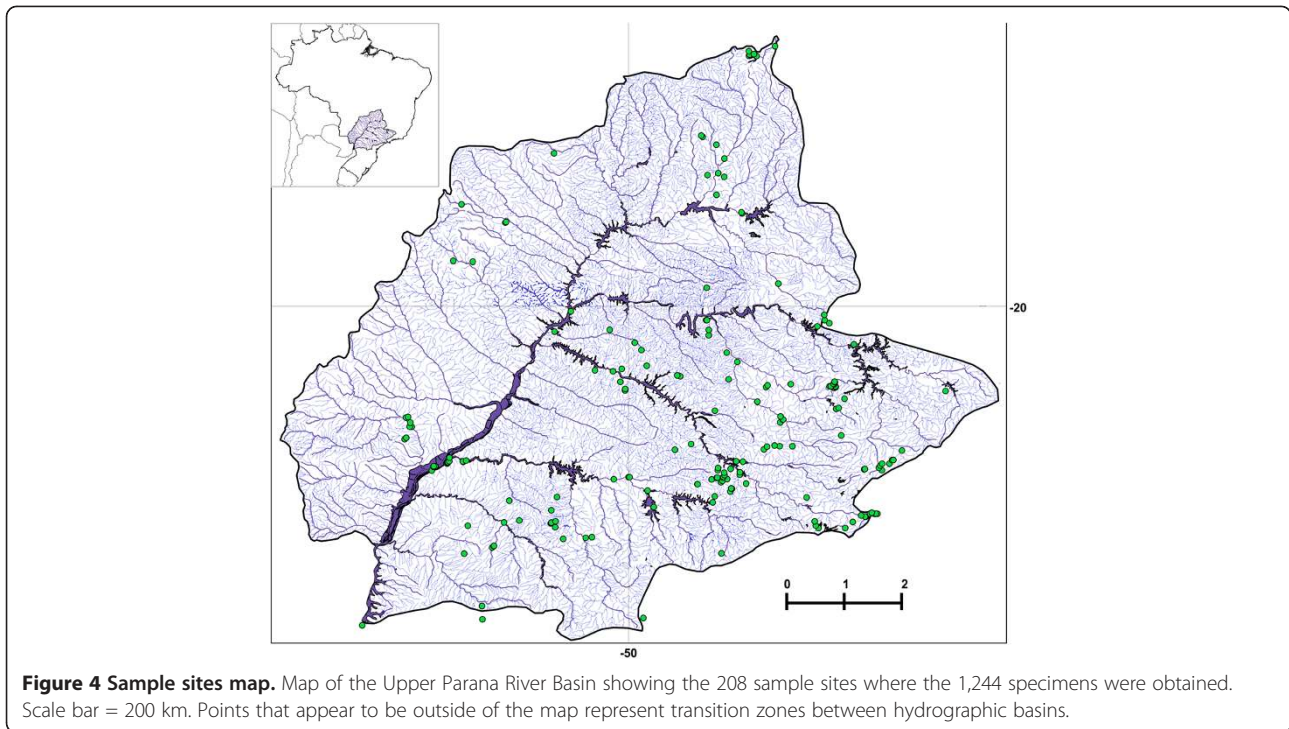 -20
0 1 2
-50
Figure 4 Sample sites map. Map of the Upper Parana River Basin showing the 208 sample sites where the 1,244 specimens were obtained.
Scale bar = 200 km. Points that appear to be outside of the map represent transition zones between hydrographic basins.